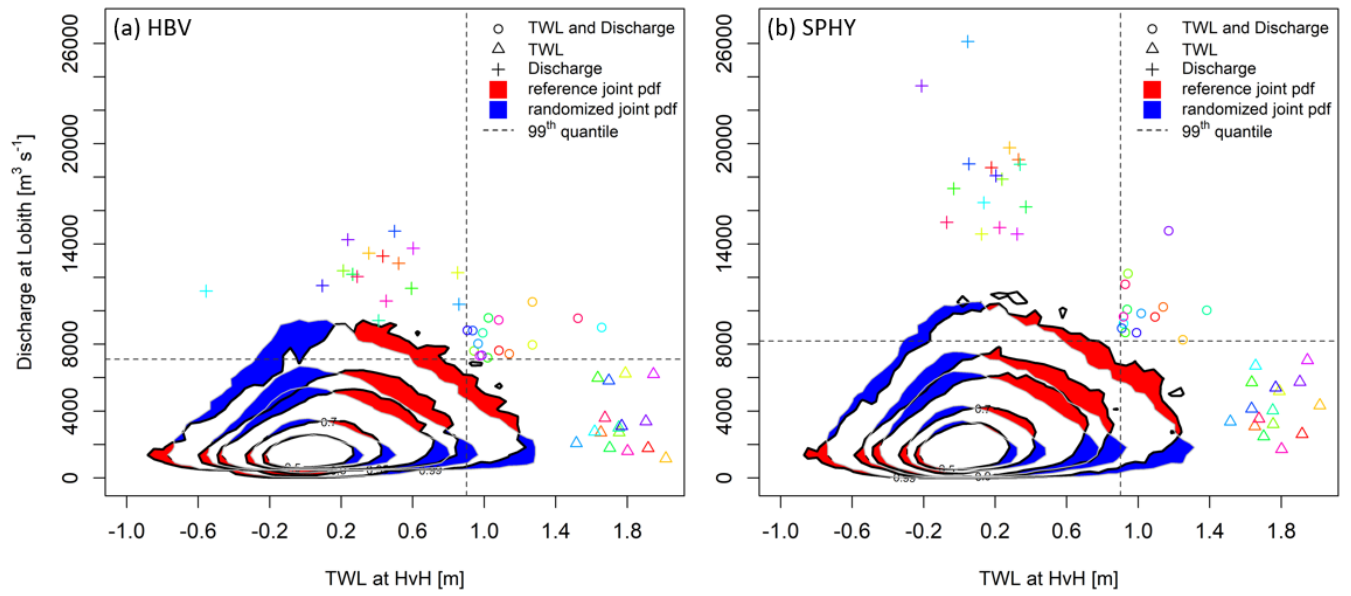 (a) HBV
TWL and Discharge
TWL
Discharge
reference joint pdf
randomized joint pdf
99th quantile
Discharge at Lobith [m³ s⁻¹]
26000
20000
14000
8000
4000
0
0.7
0.5
0.99
-1.0
-0.6
-0.2
0.2
0.6
1.0
1.4
1.8
TWL at HvH [m]
(b) SPHY
TWL and Discharge
TWL
Discharge
reference joint pdf
randomized joint pdf
99th quantile
26000
20000
14000
8000
4000
0
0.7
0.5
0.9
0.99
-1.0
-0.6
-0.2
0.2
0.6
1.0
1.4
1.8
TWL at HvH [m]